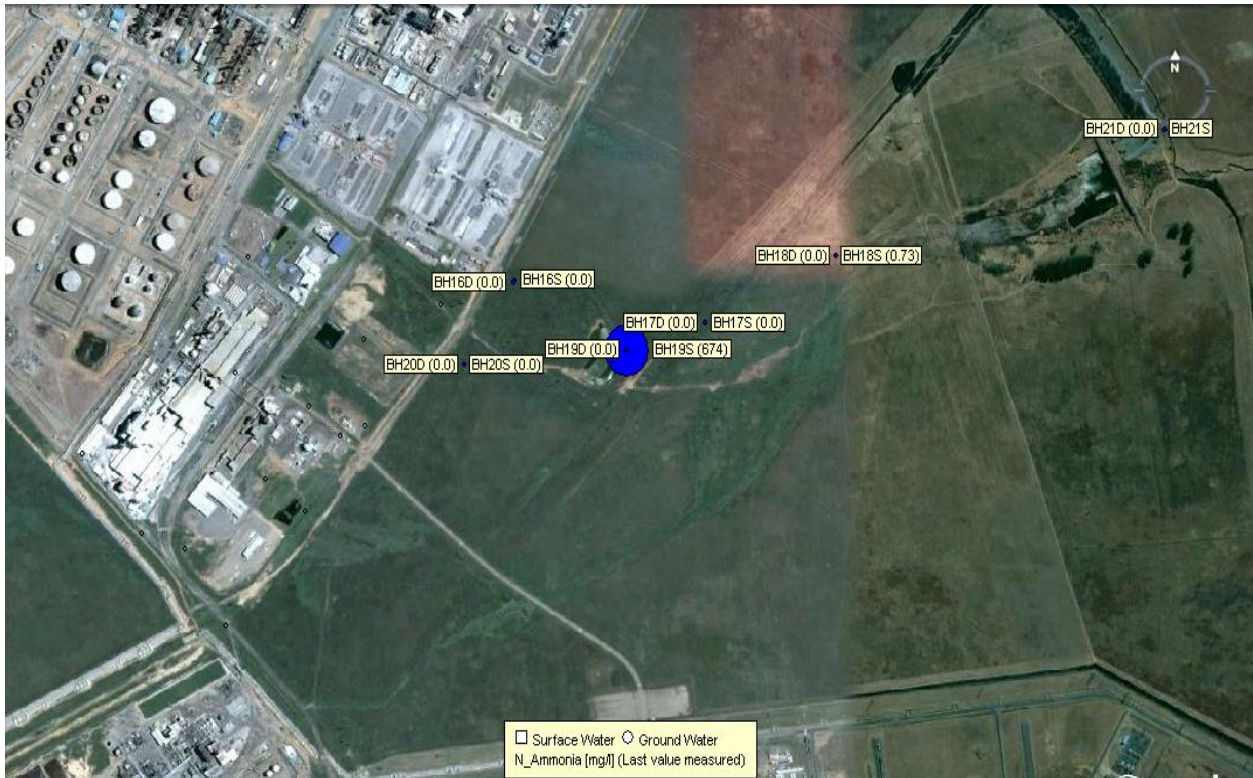 N
BH21D (0.0) BH21S
BH18D (0.0) BH18S (0.73)
BH16D (0.0) BH16S (0.0)
BH17D (0.0) BH17S (0.0)
BH19D (0.0) BH19S (674)
BH20D (0.0) BH20S (0.0)
Surface Water Ground Water
N_Ammonia [mg/l] (Last value measured)